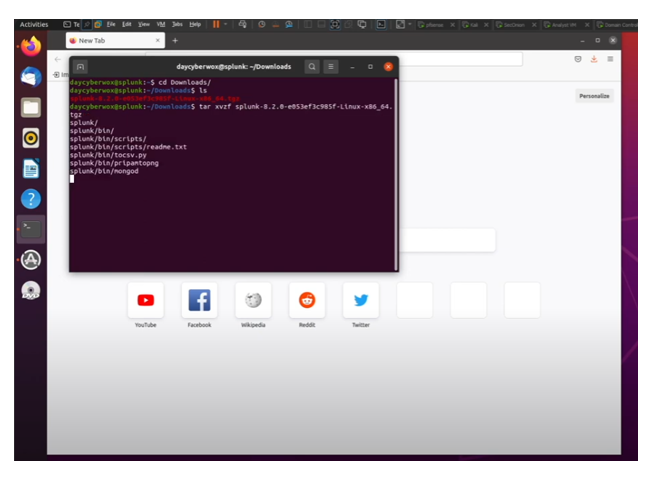 Activities
Te
File Edit View VM Tabs Help
pfsense
Kali
SecOnion
Domain Control
New Tab
Personalize
daycyberwox@splunk: ~/Downloads
daycyberwox@splunk:~$ cd Downloads/
daycyberwox@splunk:~/Downloads$ ls
splunk-8.2.0-e053ef3c985f-Linux-x86_64.tgz
daycyberwox@splunk:~/Downloads$ tar xvzf splunk-8.2.0-e053ef3c985f-Linux-x86_64.
tgz
splunk/
splunk/bin/
splunk/bin/scripts/
splunk/bin/scripts/readme.txt
splunk/bin/tocsv.py
splunk/bin/pripamtopng
splunk/bin/mongod
YouTube Facebook Wikipedia Reddit Twitter
DVD